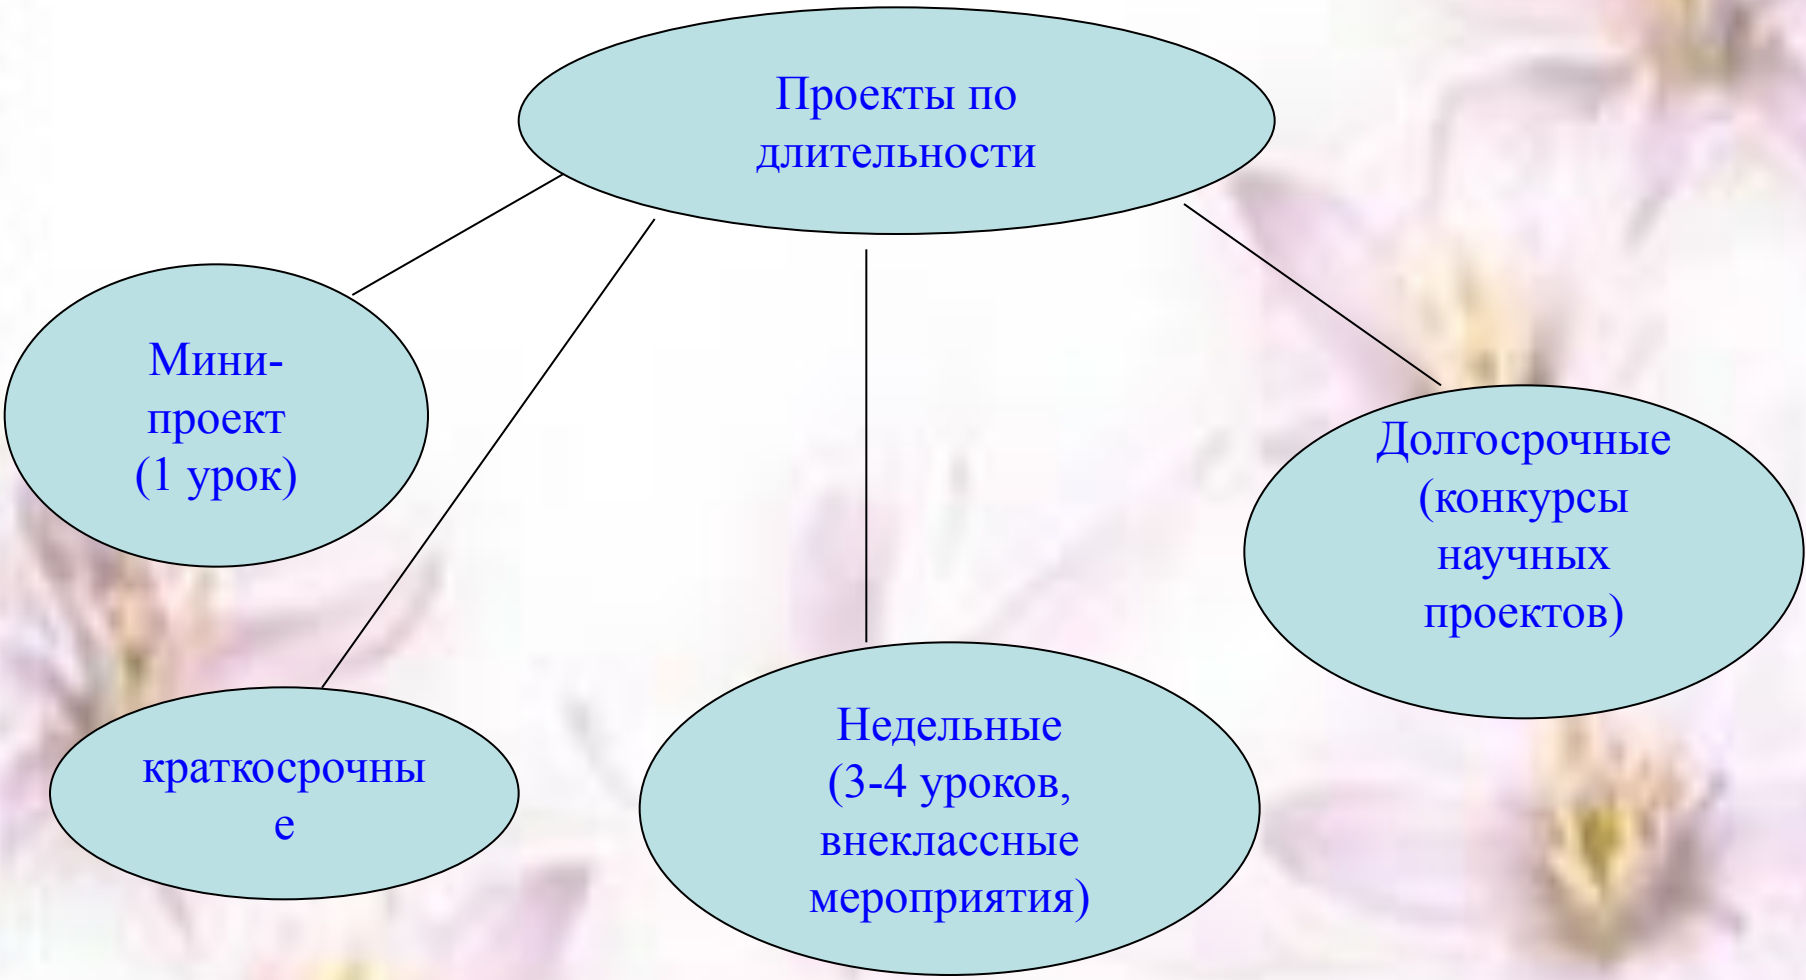 Проекты по
длительности
Мини-
проект
(1 урок)
краткосрочны
е
Недельные
(3-4 уроков,
внеклассные
мероприятия)
Долгосрочные
(конкурсы
научных
проектов)